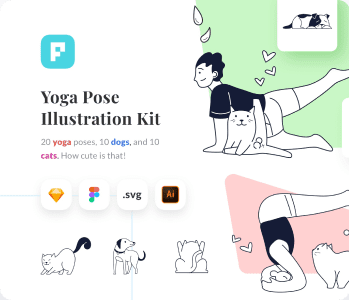 Yoga Pose
Illustration Kit
20 yoga poses, 10 dogs, and 10
cats. How cute is that!
.svg
Ai